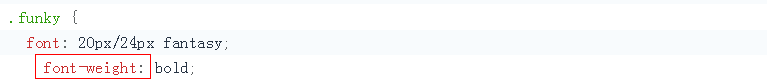 .funky {
font: 20px/24px fantasy;
font-weight: bold;